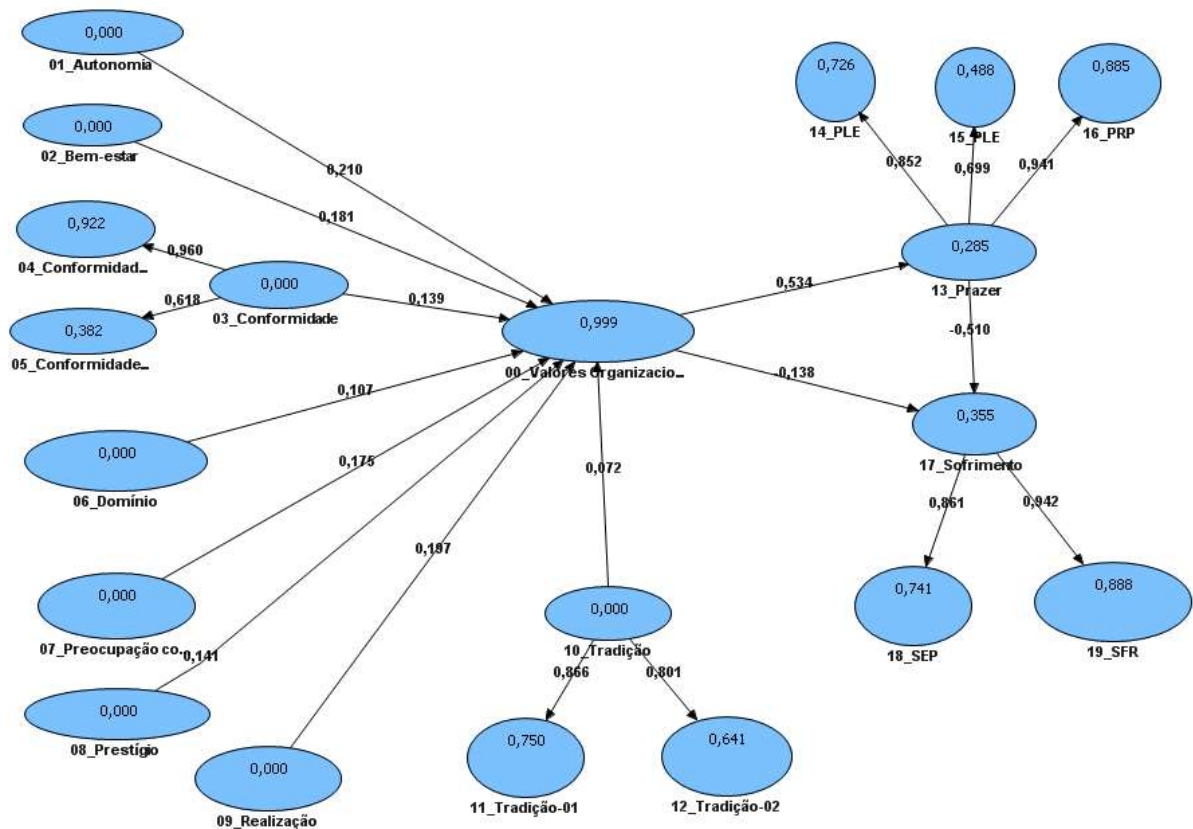 0,000
01_Autonomia
0,000
02_Bem-estar
0,210
0,181
0,922
04_Conformidad...
0,960
0,000
03_Conformidade
0,618
0,382
05_Conformidade...
0,139
0,999
00_Valores Organizacio...
0,107
0,000
06_Domínio
0,175
0,000
07_Preocupação co...
0,141
0,000
08_Prestígio
0,197
0,000
09_Realização
0,072
0,000
10_Tradição
0,866
0,801
0,750
11_Tradição-01
0,641
12_Tradição-02
0,726
14_PLE
0,488
15_PLE
0,885
16_PRP
0,852
0,699
0,941
0,285
13_Prazer
0,534
-0,510
-0,138
0,355
17_Sofrimento
0,861
0,942
0,741
18_SEP
0,888
19_SFR